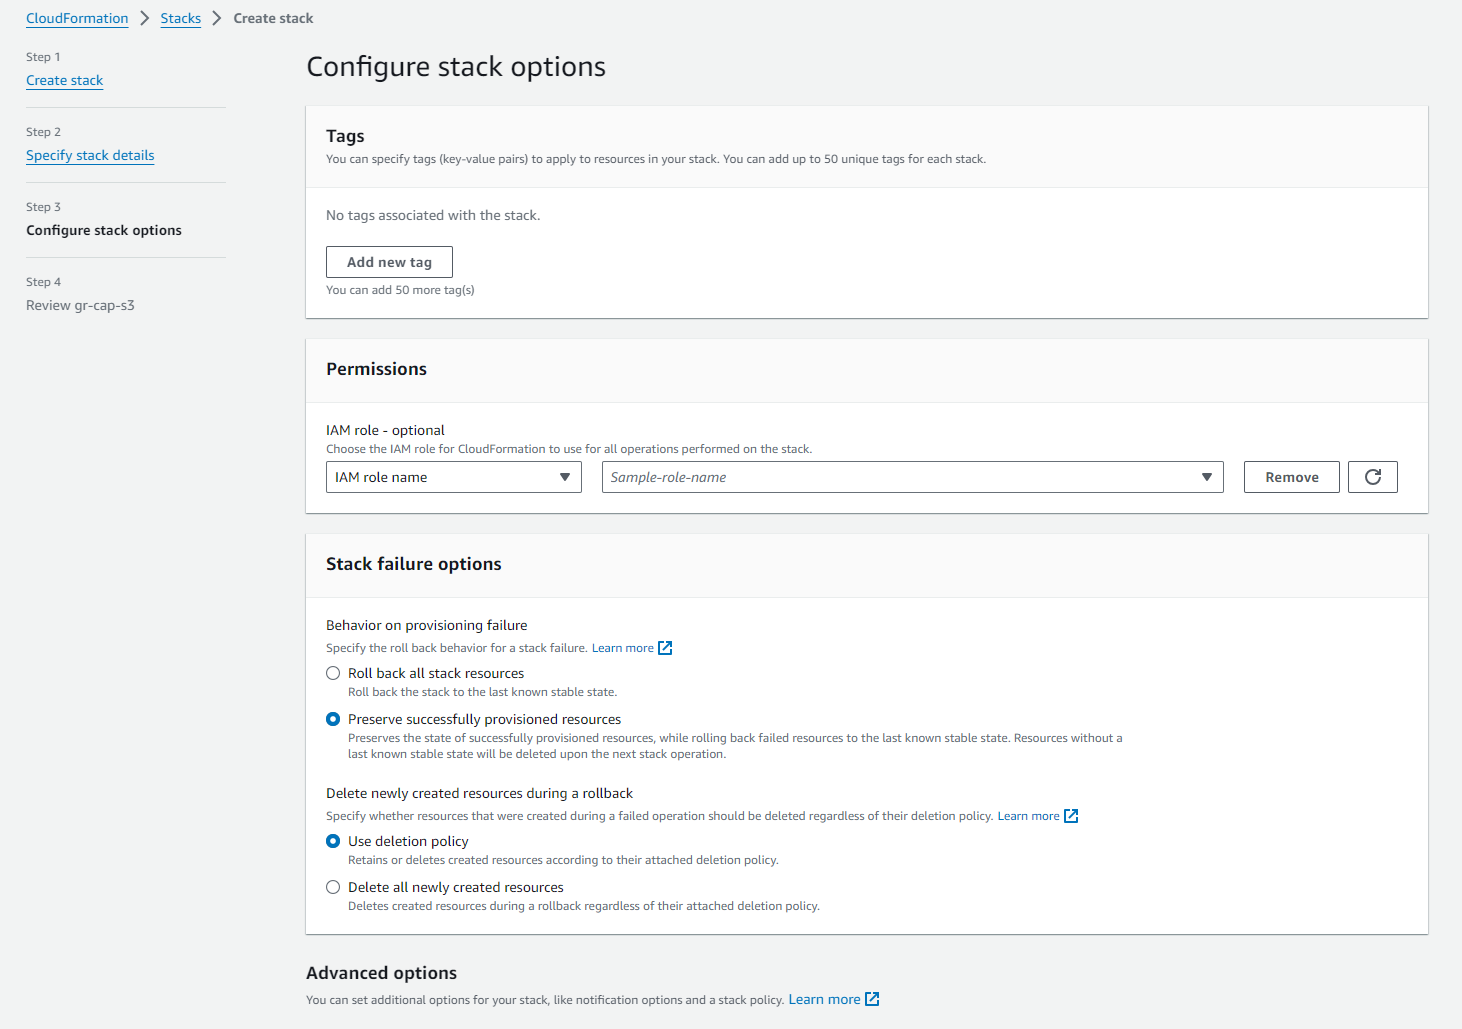 CloudFormation > Stacks > Create stack
Step 1
Create stack
Step 2
Specify stack details
Step 3
Configure stack options
Step 4
Review gr-cap-s3
Configure stack options
Tags
You can specify tags (key-value pairs) to apply to resources in your stack. You can add up to 50 unique tags for each stack.
No tags associated with the stack.
Add new tag
You can add 50 more tag(s)
Permissions
IAM role - optional
Choose the IAM role for CloudFormation to use for all operations performed on the stack.
IAM role name Sample-role-name Remove
Stack failure options
Behavior on provisioning failure
Specify the roll back behavior for a stack failure. Learn more
Roll back all stack resources
Roll back the stack to the last known stable state.
Preserve successfully provisioned resources
Preserves the state of successfully provisioned resources, while rolling back failed resources to the last known stable state. Resources without a
last known stable state will be deleted upon the next stack operation.
Delete newly created resources during a rollback
Specify whether resources that were created during a failed operation should be deleted regardless of their deletion policy. Learn more
Use deletion policy
Retains or deletes created resources according to their attached deletion policy.
Delete all newly created resources
Deletes created resources during a rollback regardless of their attached deletion policy.
Advanced options
You can set additional options for your stack, like notification options and a stack policy. Learn more